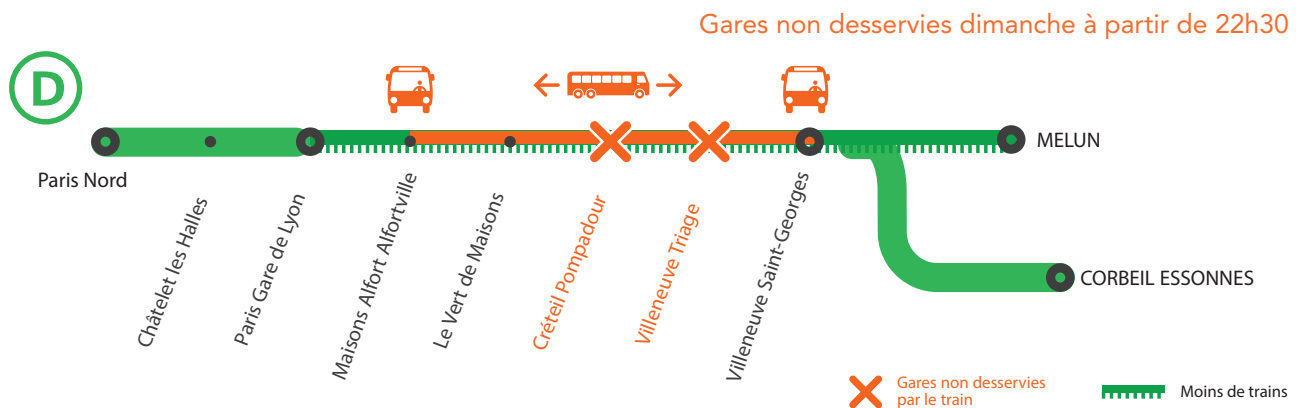 Gares non desservies dimanche à partir de 22h30
D
MELUN
Paris Nord
Châtelet les Halles
Paris Gare de Lyon
Maisons Alfort Alfortville
Le Vert de Maisons
Créteil Pompadour
Villeneuve Triage
Villeneuve Saint-Georges
CORBEIL ESSONNES
Gares non desservies
par le train
Moins de trains